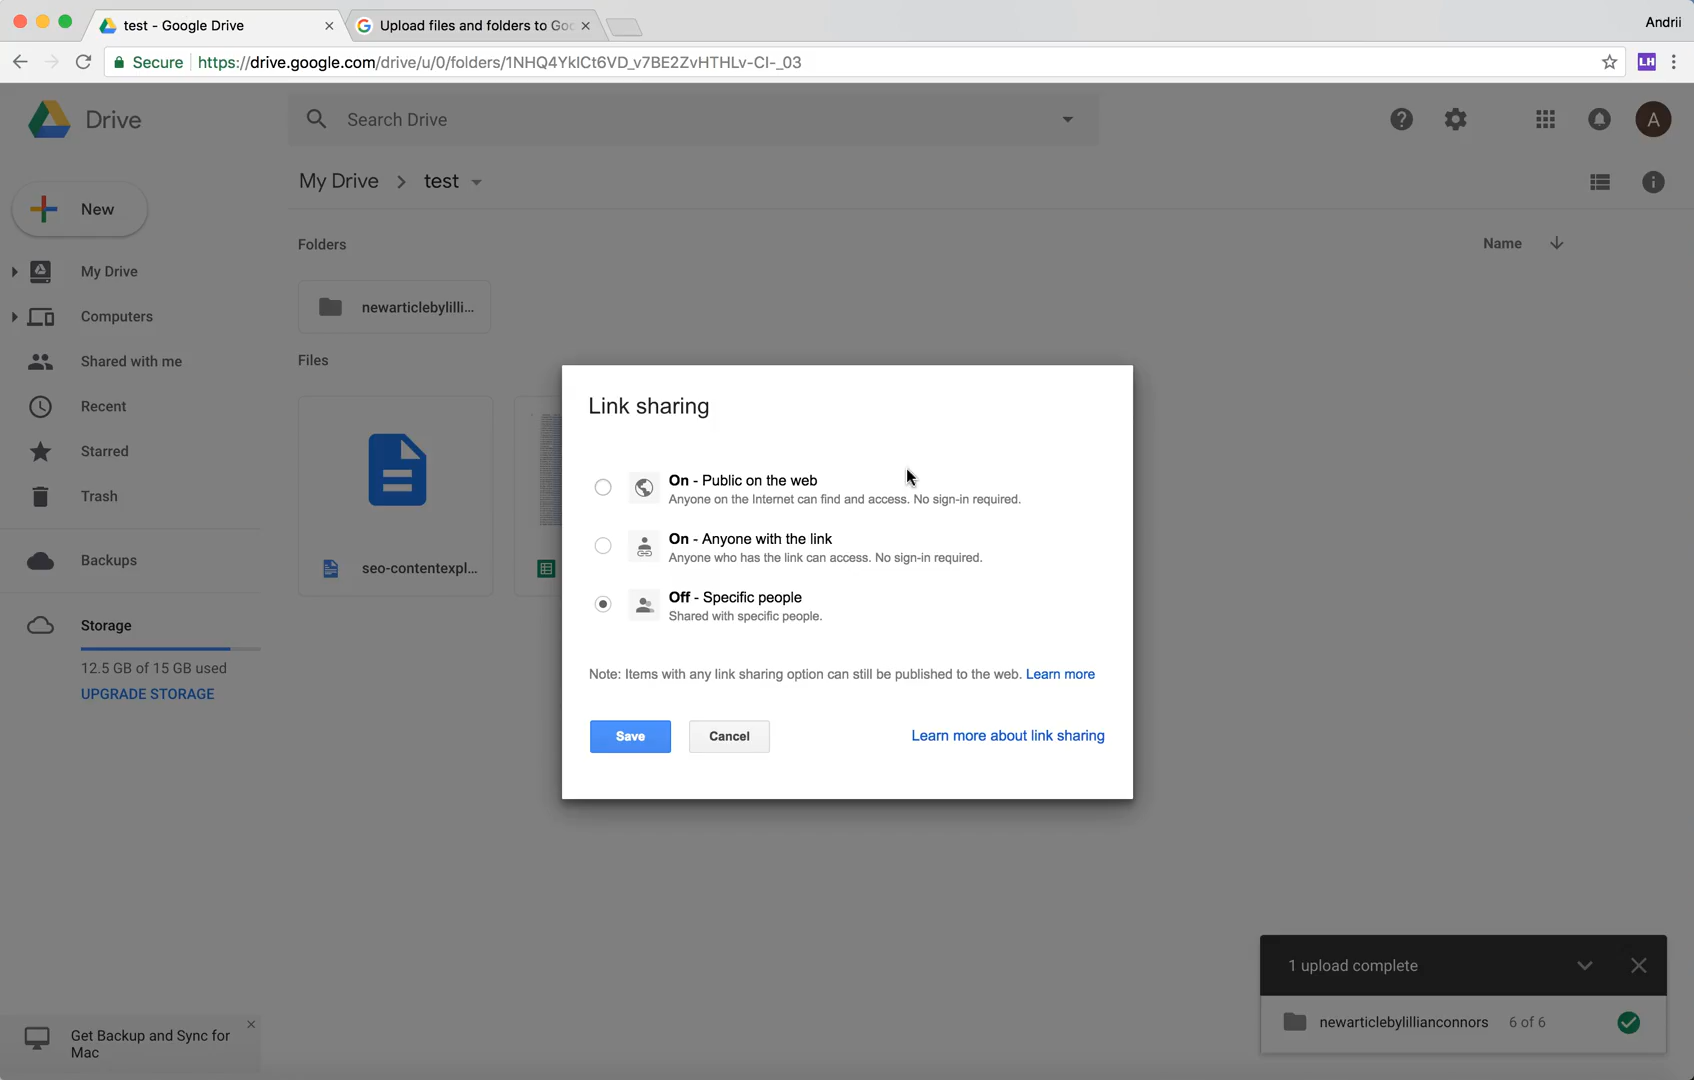 test - Google Drive
Upload files and folders to Goo
Andrii
Secure
https://drive.google.com/drive/u/0/folders/1NHQ4YkICt6VD_v7BE2ZvHTHLv-CI-_03
LH
Drive
Search Drive
A
My Drive > test
New
Folders
Name
My Drive
newarticlebylilli...
Computers
Files
Shared with me
Recent
Starred
Trash
Backups
seo-contentexpl...
Storage
12.5 GB of 15 GB used
UPGRADE STORAGE
Link sharing
On - Public on the web
Anyone on the Internet can find and access. No sign-in required.
On - Anyone with the link
Anyone who has the link can access. No sign-in required.
Off - Specific people
Shared with specific people.
Note: Items with any link sharing option can still be published to the web. Learn more
Save
Cancel
Learn more about link sharing
1 upload complete
newarticlebylillianconnors 6 of 6
Get Backup and Sync for
Mac